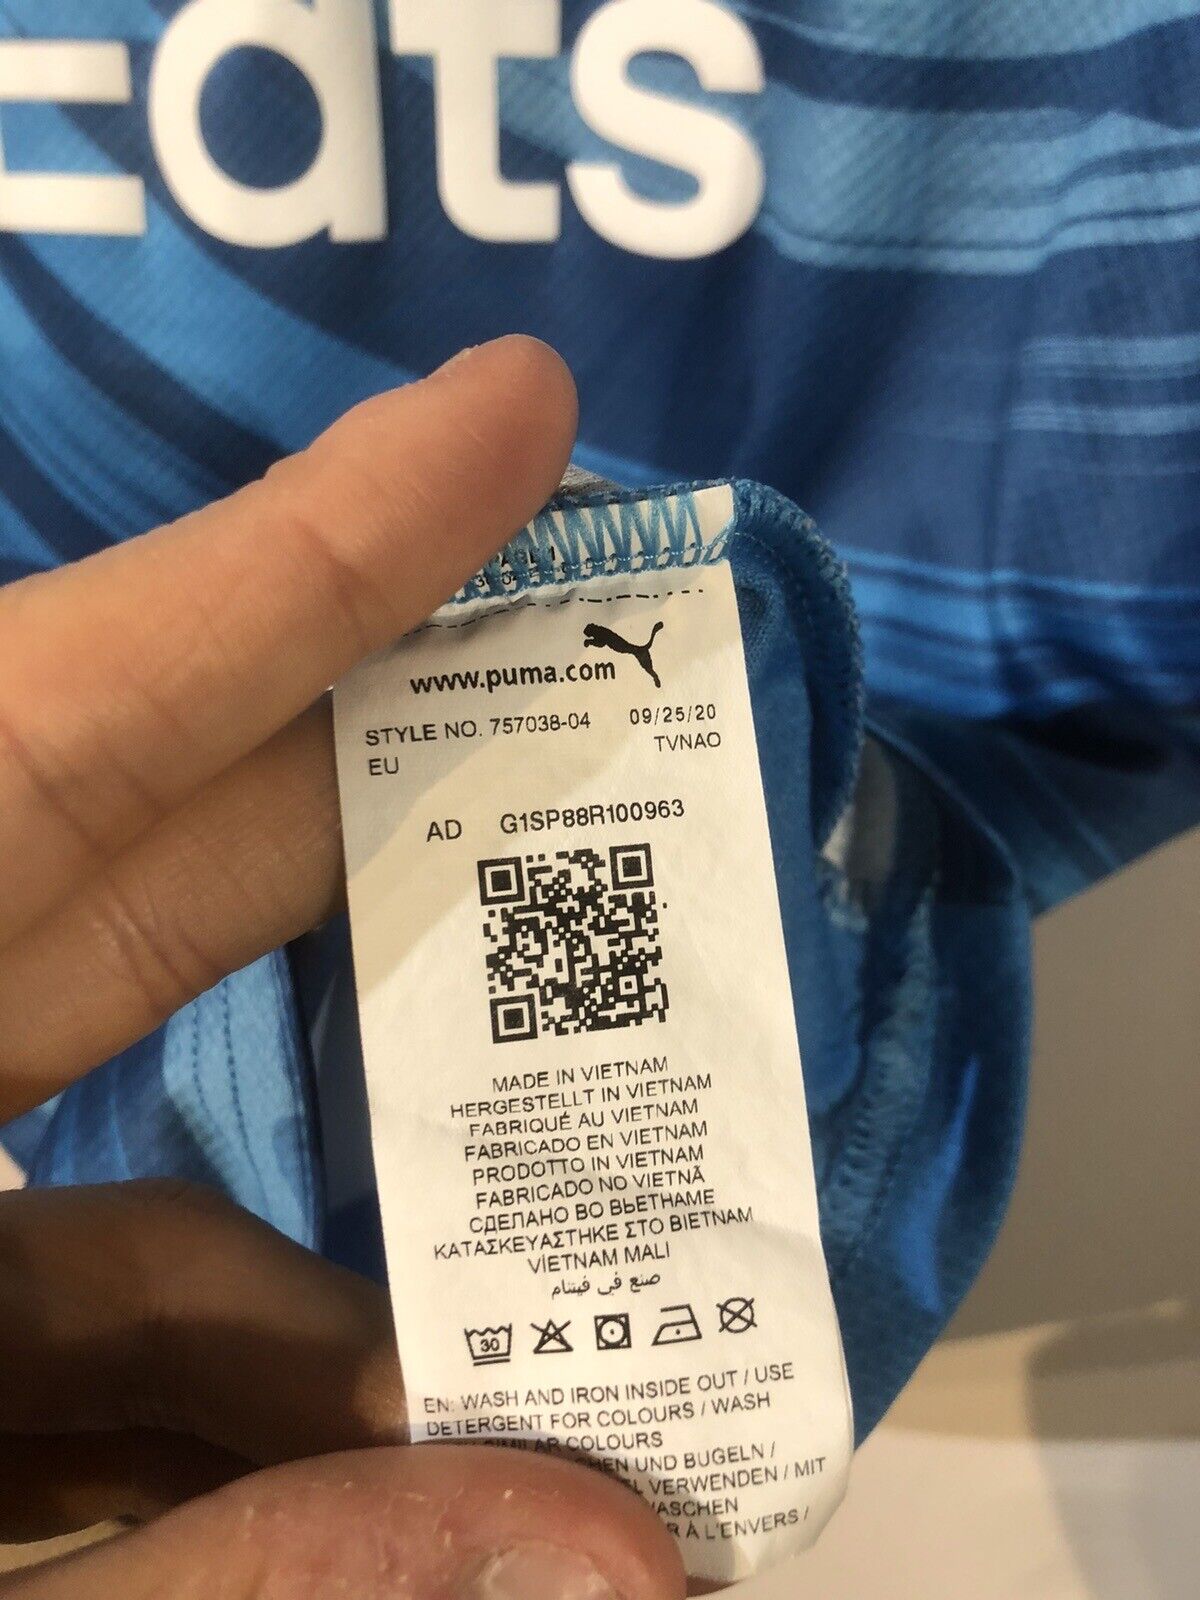 Eats
www.puma.com
STYLE NO. 757038-04 09/25/20
EU TVNAO
AD G1SP88R100963
MADE IN VIETNAM
HERGESTELLT IN VIETNAM
FABRIQUÉ AU VIETNAM
FABRICADO EN VIETNAM
PRODOTTO IN VIETNAM
FABRICADO NO VIETNÃ
СДЕЛАНО ВО ВЬЕТНАМЕ
ΚΑΤΑΣΚΕΥΑΣΤΗΚΕ ΣΤΟ ΒΙΕΤΝΑΜ
VİETNAM MALI
صنع في فيتنام
30
EN: WASH AND IRON INSIDE OUT / USE
DETERGENT FOR COLOURS / WASH
SIMILAR COLOURS
UND BUGELN /
VERWENDEN / MIT
WASCHEN
À L'ENVERS /